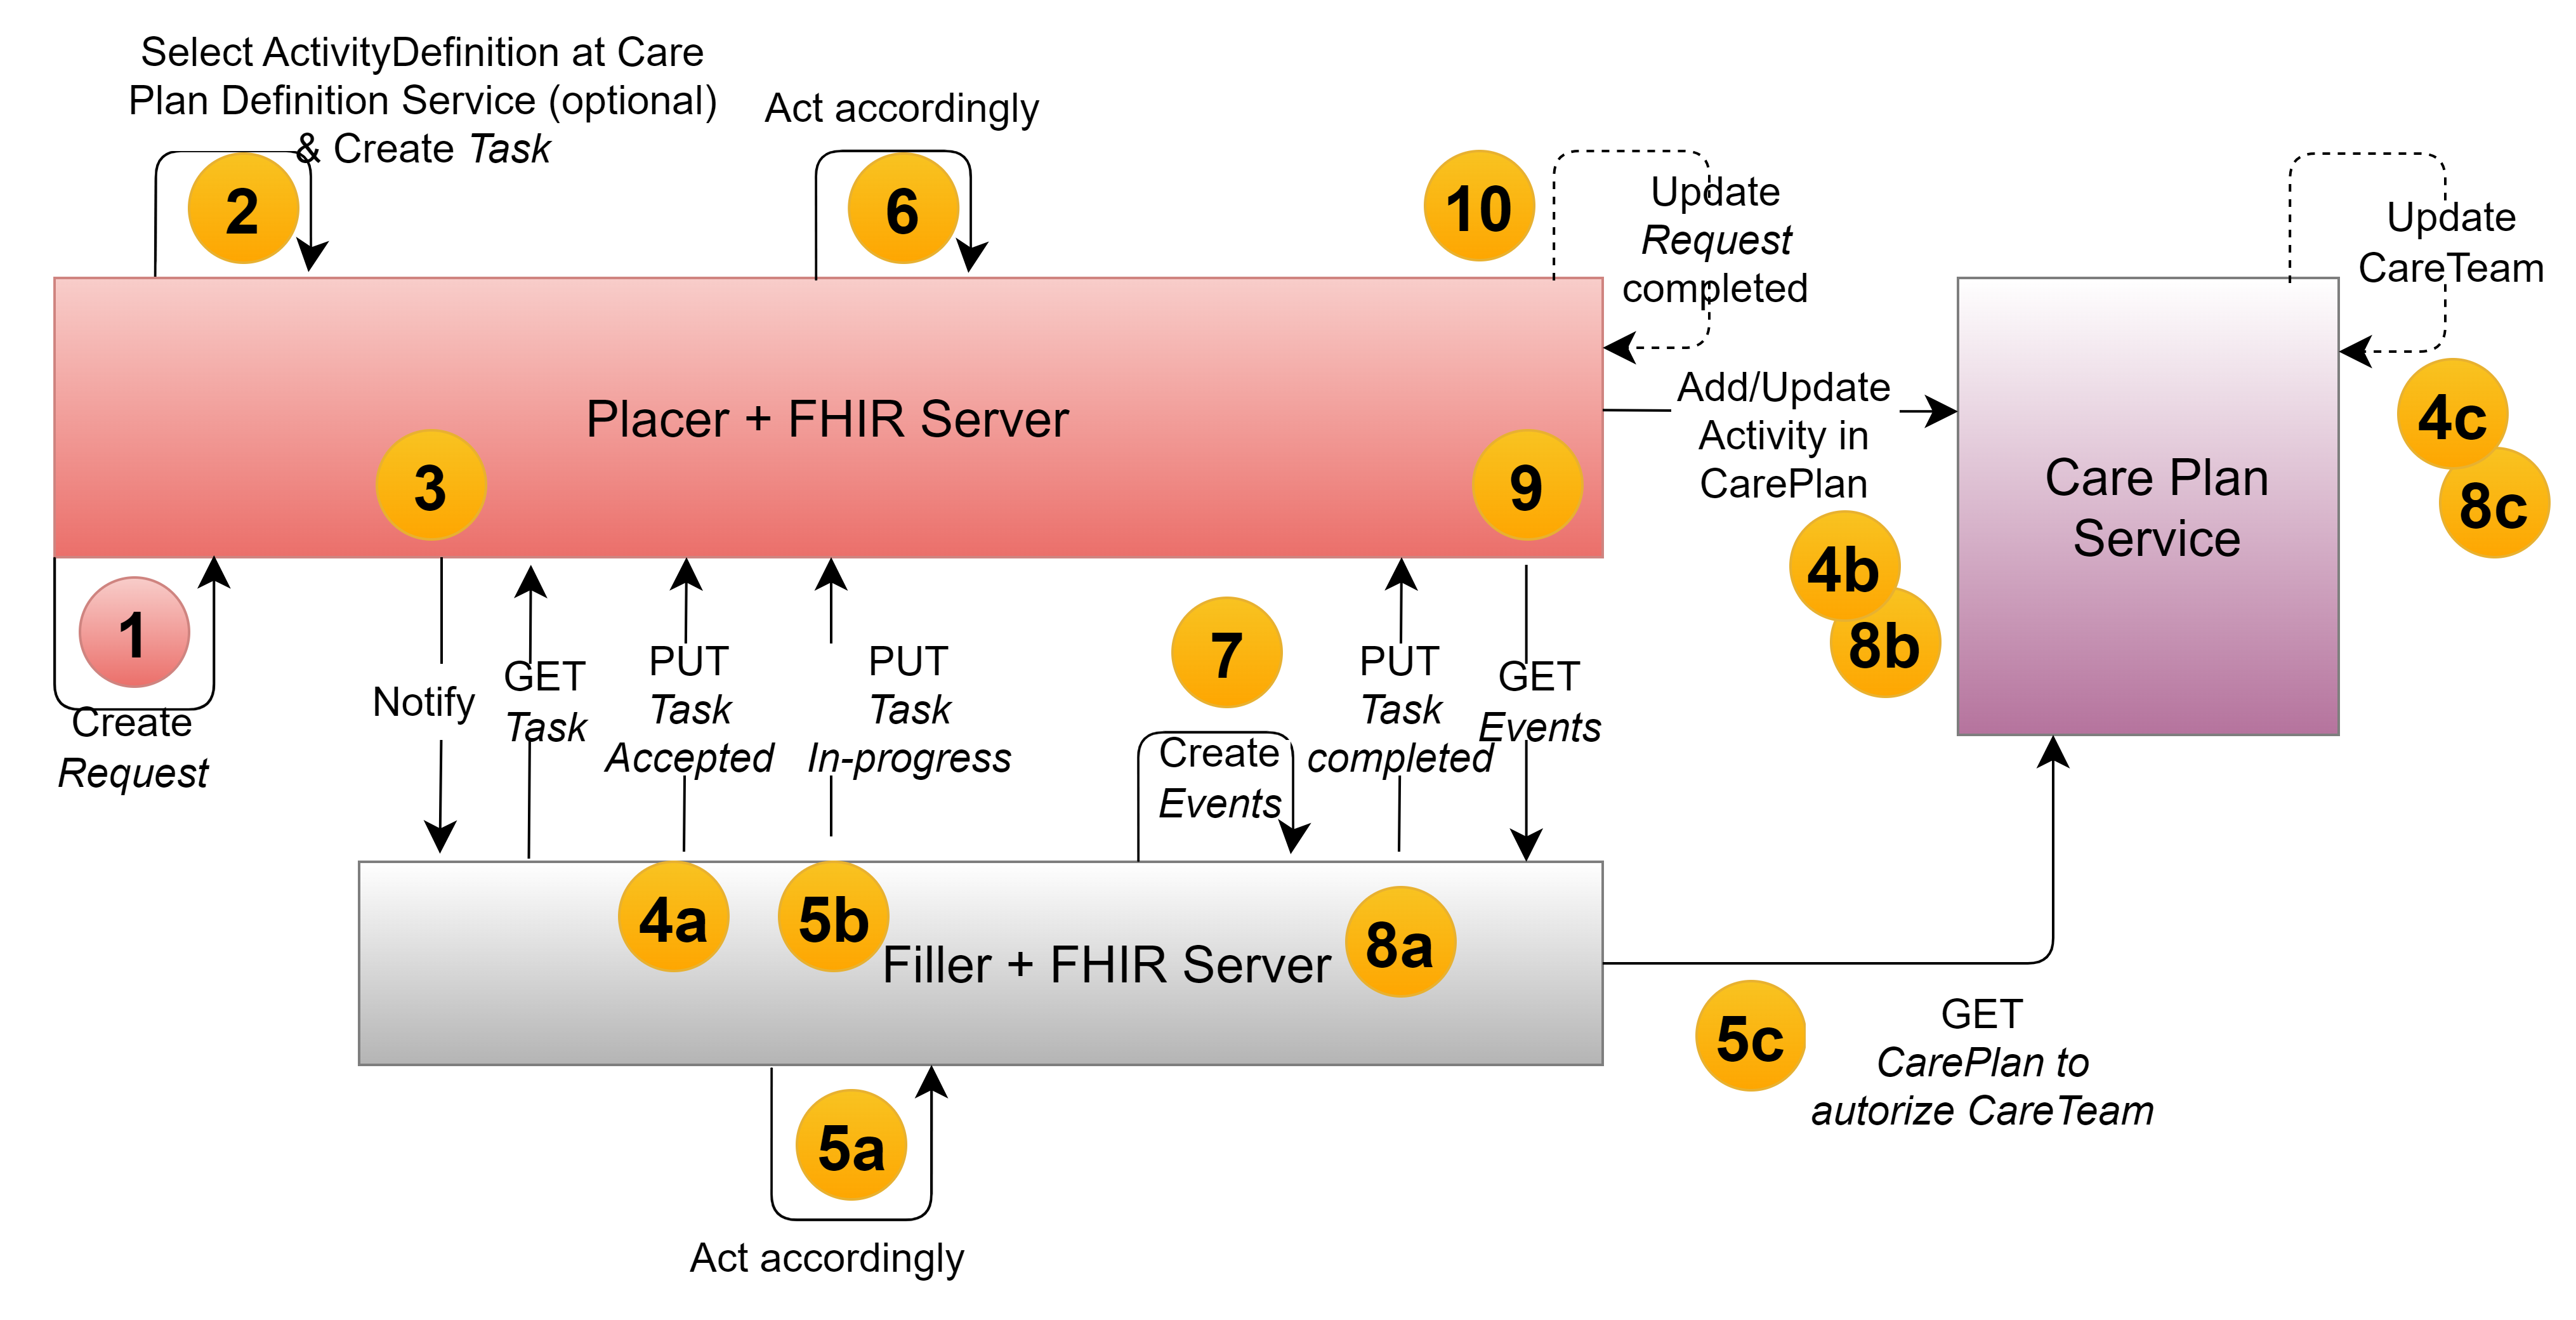 Select ActivityDefinition at Care
Plan Definition Service (optional)
& Create Task
2
Act accordingly
6
10
Update
Request
completed
Update
CareTeam
Placer + FHIR Server
3
9
Add/Update
Activity in
CarePlan
4b
8b
Care Plan
Service
4c
8c
1
Create
Request
Notify
GET
Task
PUT
Task
Accepted
PUT
Task
In-progress
7
Create
Events
PUT
Task
completed
GET
Events
4a
5b
Filler + FHIR Server
8a
5c
GET
CarePlan to
autorize CareTeam
5a
Act accordingly